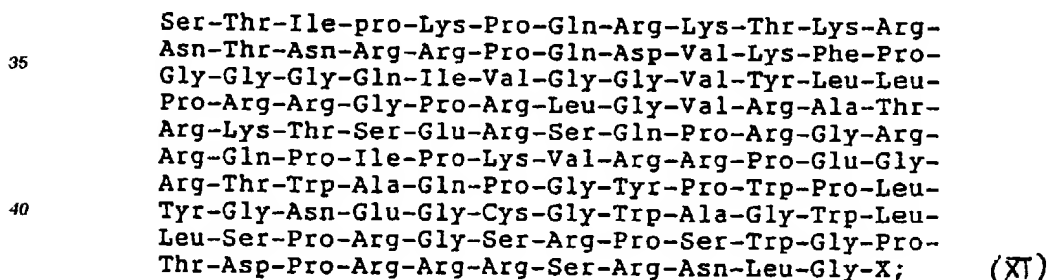 Ser-Thr-Ile-pro-Lys-Pro-Gln-Arg-Lys-Thr-Lys-Arg-
Asn-Thr-Asn-Arg-Arg-Pro-Gln-Asp-Val-Lys-Phe-Pro-
35
Gly-Gly-Gly-Gln-Ile-Val-Gly-Gly-Val-Tyr-Leu-Leu-
Pro-Arg-Arg-Gly-Pro-Arg-Leu-Gly-Val-Arg-Ala-Thr-
Arg-Lys-Thr-Ser-Glu-Arg-Ser-Gln-Pro-Arg-Gly-Arg-
Arg-Gln-Pro-Ile-Pro-Lys-Val-Arg-Arg-Pro-Glu-Gly-
Arg-Thr-Trp-Ala-Gln-Pro-Gly-Tyr-Pro-Trp-Pro-Leu-
40
Tyr-Gly-Asn-Glu-Gly-Cys-Gly-Trp-Ala-Gly-Trp-Leu-
Leu-Ser-Pro-Arg-Gly-Ser-Arg-Pro-Ser-Trp-Gly-Pro-
Thr-Asp-Pro-Arg-Arg-Arg-Ser-Arg-Asn-Leu-Gly-X; (XI)